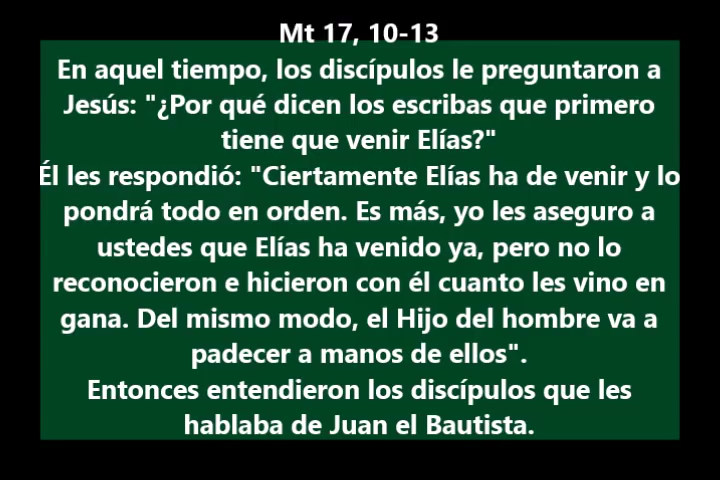 Mt 17, 10-13
En aquel tiempo, los discípulos le preguntaron a
Jesús: "¿Por qué dicen los escribas que primero
tiene que venir Elías?"
Él les respondió: "Ciertamente Elías ha de venir y lo
pondrá todo en orden. Es más, yo les aseguro a
ustedes que Elías ha venido ya, pero no lo
reconocieron e hicieron con él cuanto les vino en
gana. Del mismo modo, el Hijo del hombre va a
padecer a manos de ellos".
Entonces entendieron los discípulos que les
hablaba de Juan el Bautista.